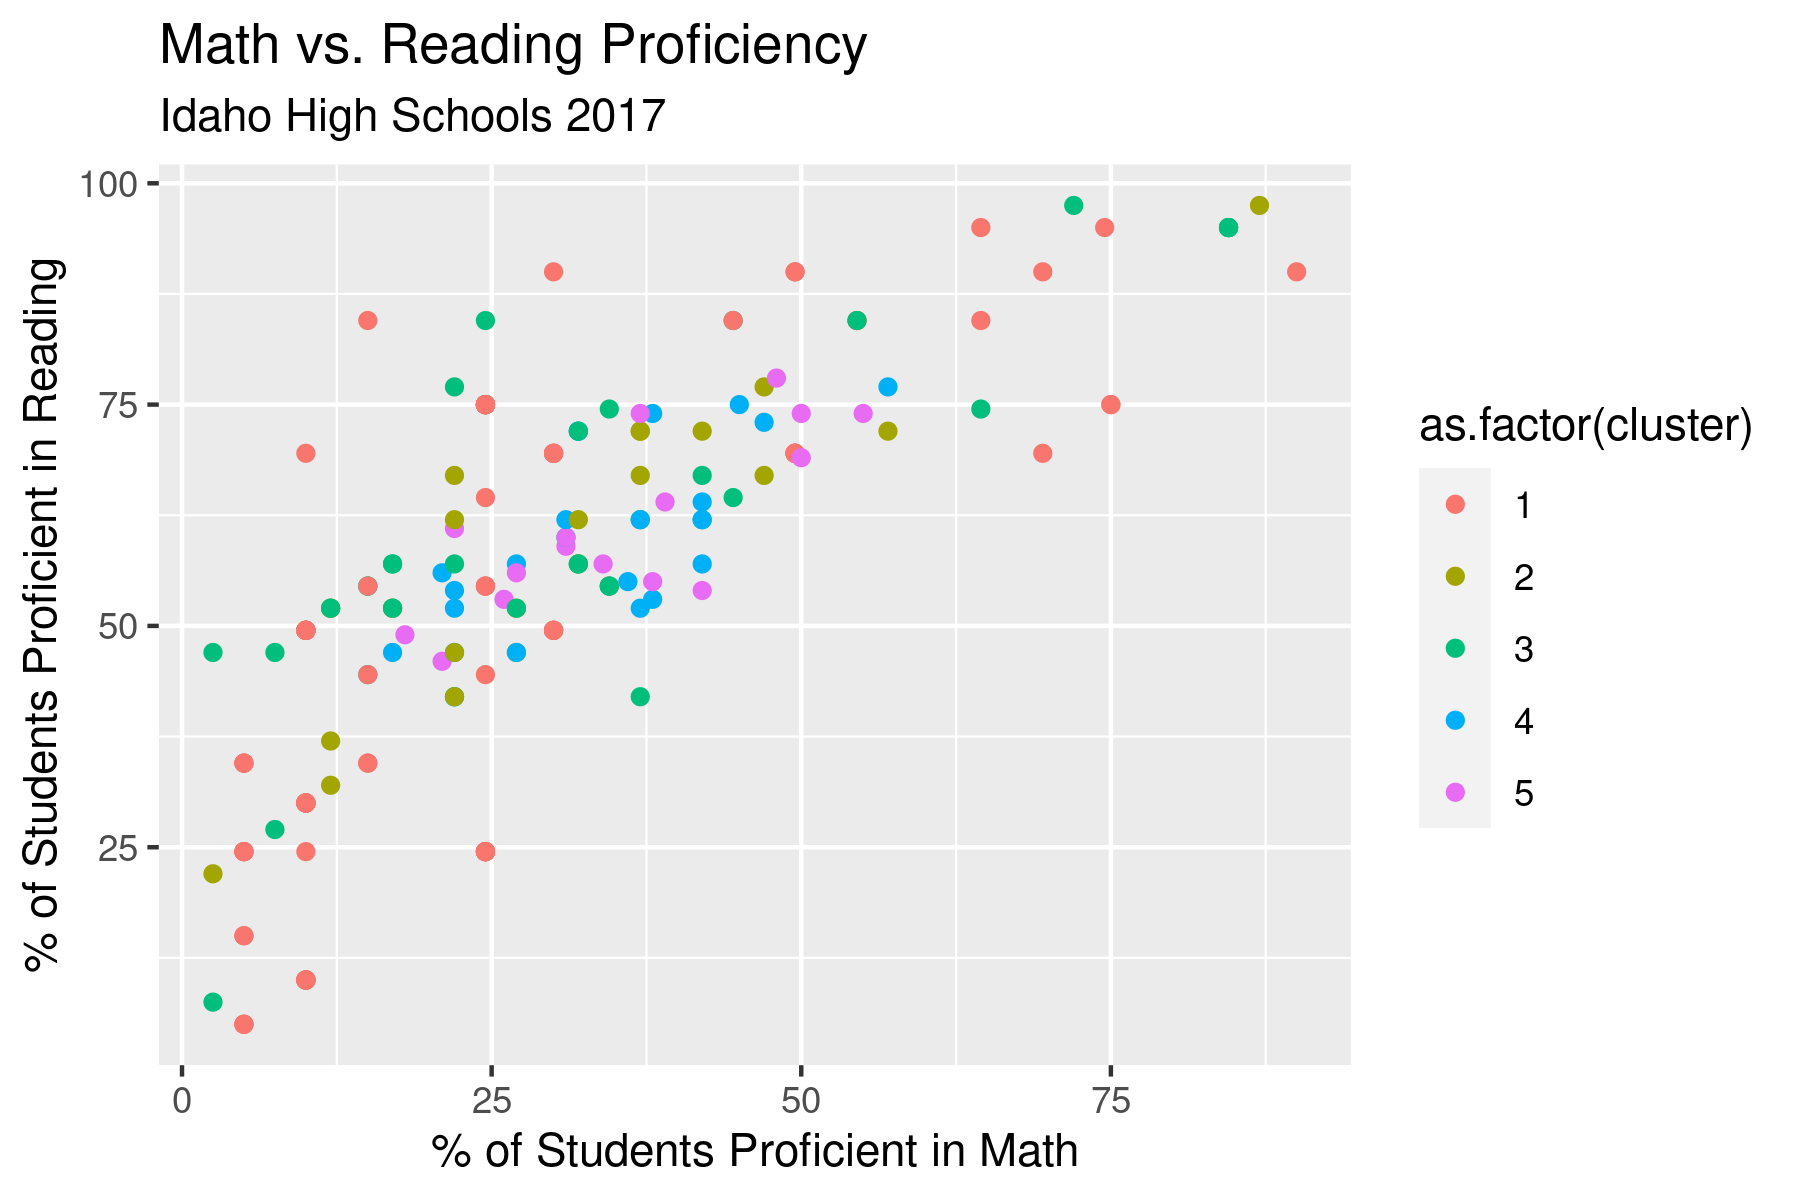 Math vs. Reading Proficiency
Idaho High Schools 2017
% of Students Proficient in Reading
100
75
50
25
0
25
50
75
% of Students Proficient in Math
as.factor(cluster)
1
2
3
4
5